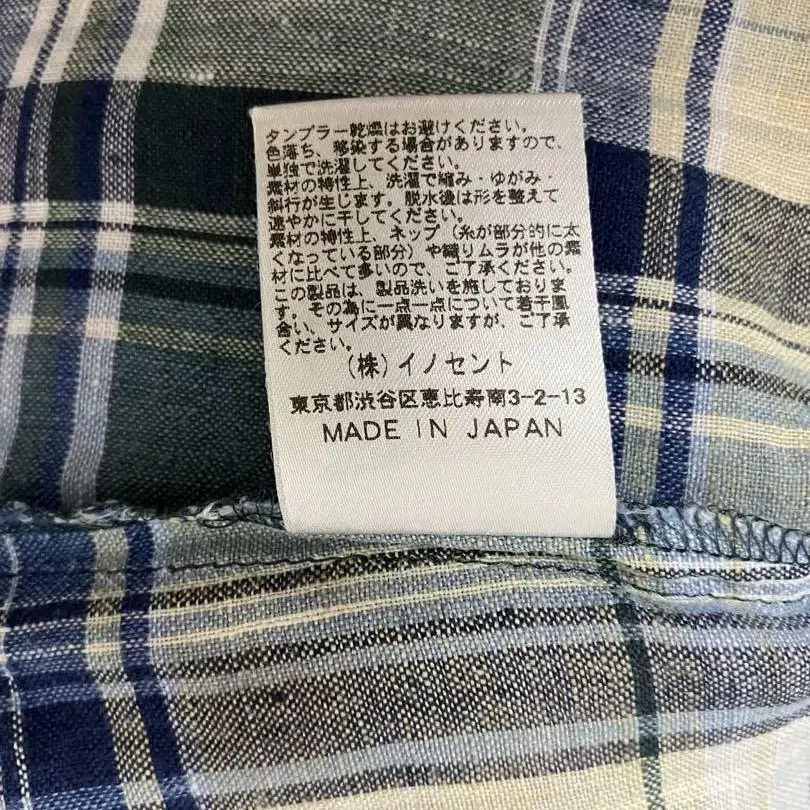 タンブラー乾燥はお避けください。
色落ち、移染する場合がありますので、
単独で洗濯してください。
素材の特性上、洗濯で縮み・ゆがみ・
斜行が生じます。脱水後は形を整えて
速やかに干してください。
素材の特性上、ネップ（糸が部分的に太
くなっている部分）や織りムラが他の素
材に比べて多いので、ご了承ください。
この製品は、製品洗いを施しておりま
す。その為に一点一点について若干風
合い、サイズが異なりますが、ご了承
ください。
（株）イノセント
東京都渋谷区恵比寿南3-2-13
MADE IN JAPAN